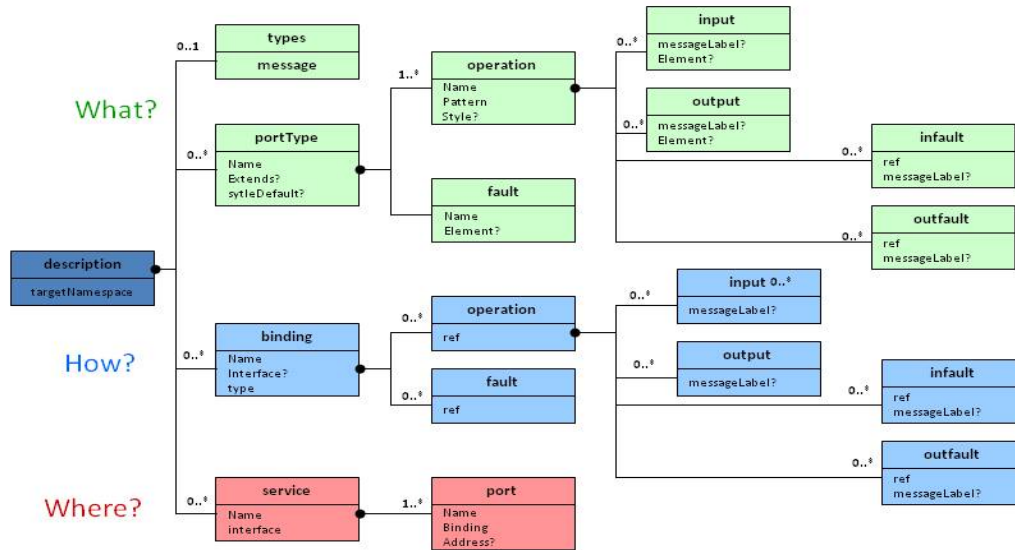 types
message
0..1
What?
portType
Name
Extends?
sytleDefault?
0..*
operation
Name
Pattern
Style?
1..*
fault
Name
Element?
input
messageLabel?
Element?
0..*
output
messageLabel?
Element?
0..*
infault
ref
messageLabel?
0..*
outfault
ref
messageLabel?
0..*
description
targetNamespace
How?
binding
Name
Interface?
type
0..*
operation
ref
0..*
fault
ref
0..*
input 0..*
messageLabel?
0..*
output
messageLabel?
0..*
infault
ref
messageLabel?
0..*
outfault
ref
messageLabel?
0..*
Where?
service
Name
interface
0..*
port
Name
Binding
Address?
1..*